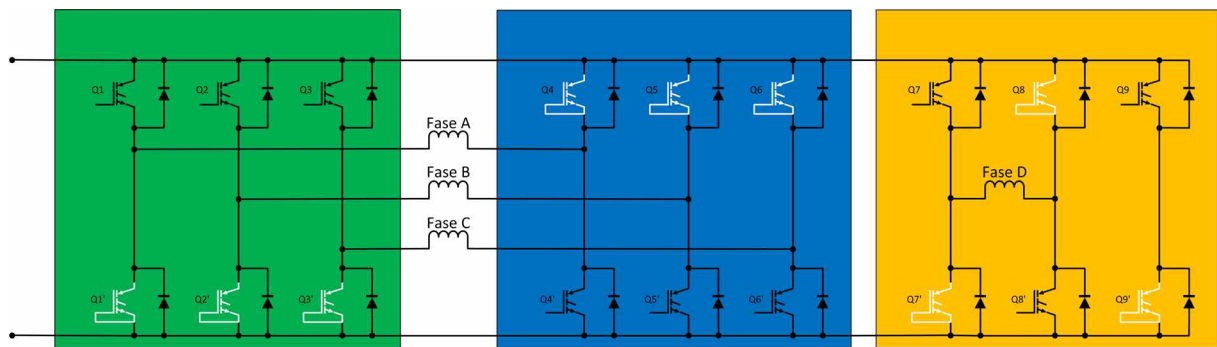 Q1 Q2 Q3 Q4 Q5 Q6 Q7 Q8 Q9
Fase A
Fase B
Fase D
Fase C
Q1' Q2' Q3' Q4' Q5' Q6' Q7' Q8' Q9'